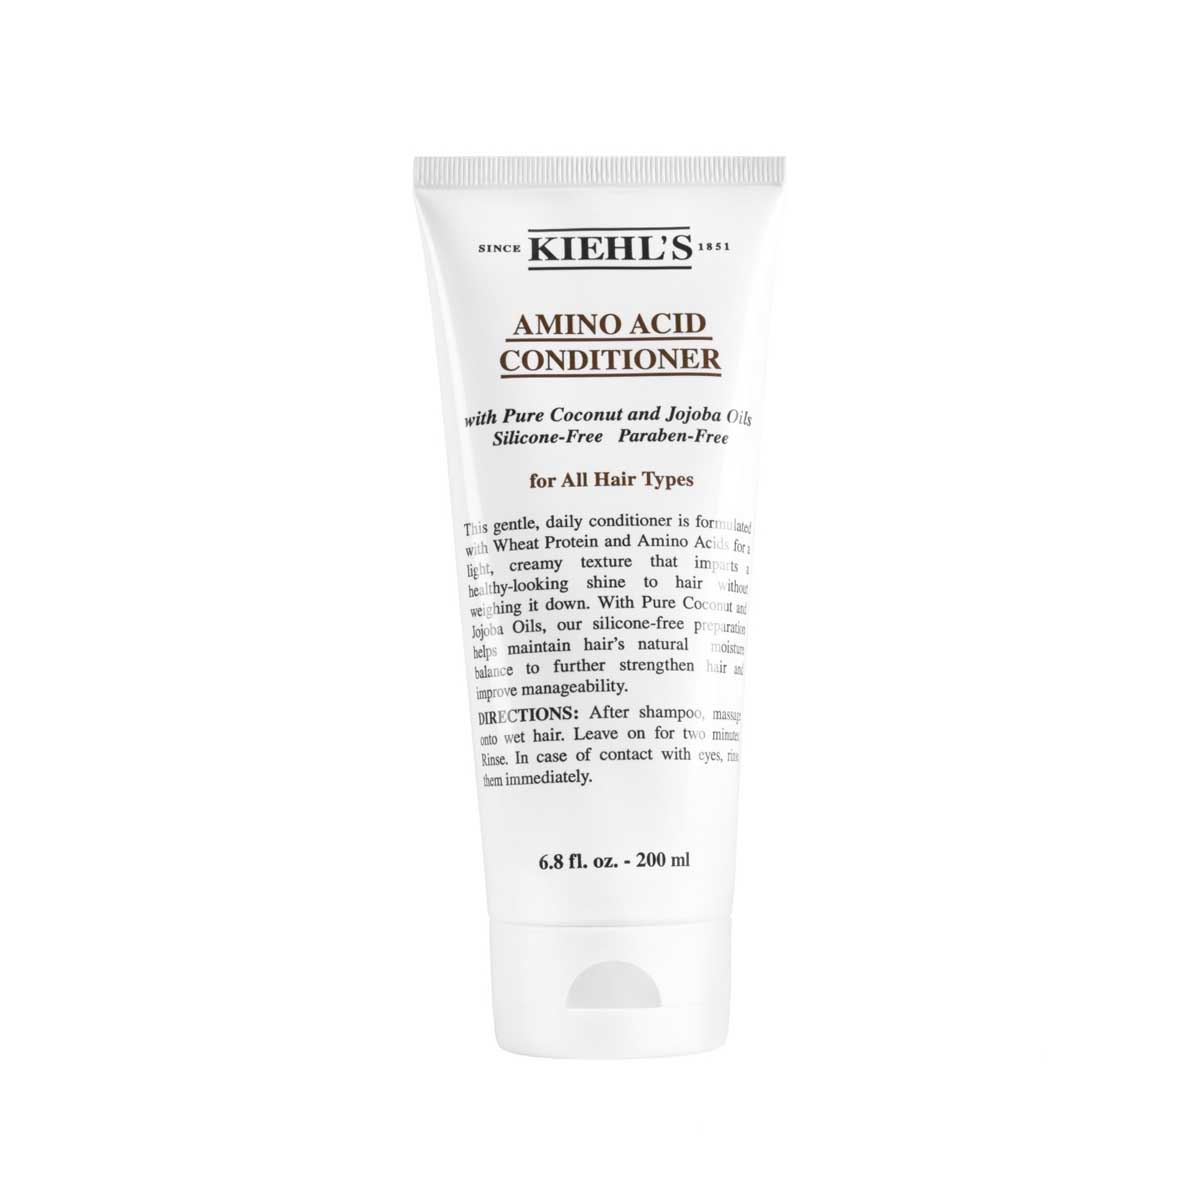 SINCE KIEHL'S 1851
AMINO ACID
CONDITIONER
with Pure Coconut and Jojoba Oils
Silicone-Free Paraben-Free
for All Hair Types
This gentle, daily conditioner is formulated
with Wheat Protein and Amino Acids for a
light, creamy texture that imparts a
healthy-looking shine to hair without
weighing it down. With Pure Coconut and
Jojoba Oils, our silicone-free preparation
helps maintain hair's natural moisture
balance to further strengthen hair and
improve manageability.
DIRECTIONS: After shampoo, massage
onto wet hair. Leave on for two minutes
Rinse. In case of contact with eyes, rinse
them immediately.
6.8 fl. oz. - 200 ml